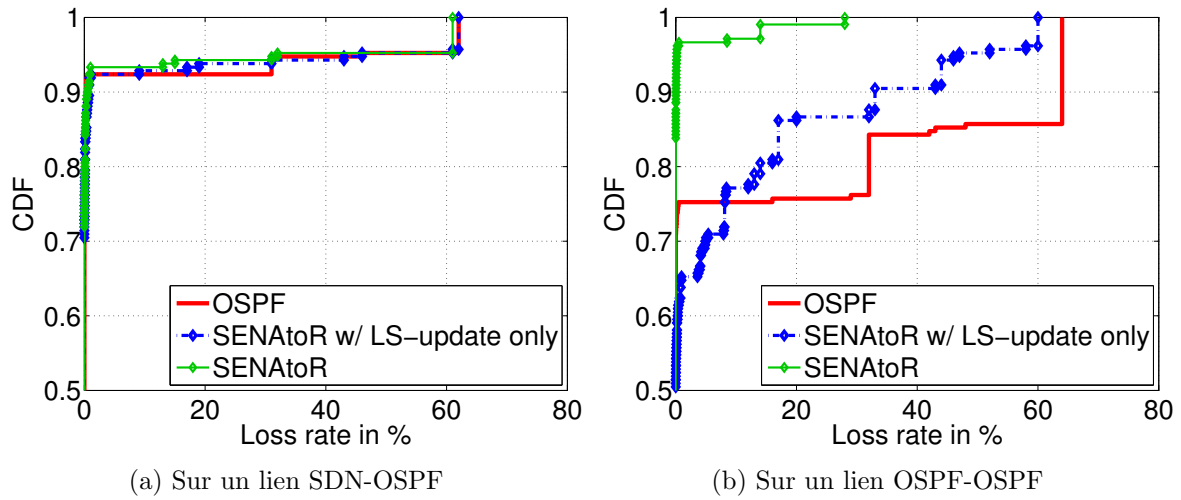 1
0.9
0.8
0.7
0.6
0.5
CDF
0 20 40 60 80
Loss rate in %
OSPF
SENAtoR w/ LS-update only
SENAtoR
(a) Sur un lien SDN-OSPF
1
0.9
0.8
0.7
0.6
0.5
CDF
0 20 40 60 80
Loss rate in %
OSPF
SENAtoR w/ LS-update only
SENAtoR
(b) Sur un lien OSPF-OSPF